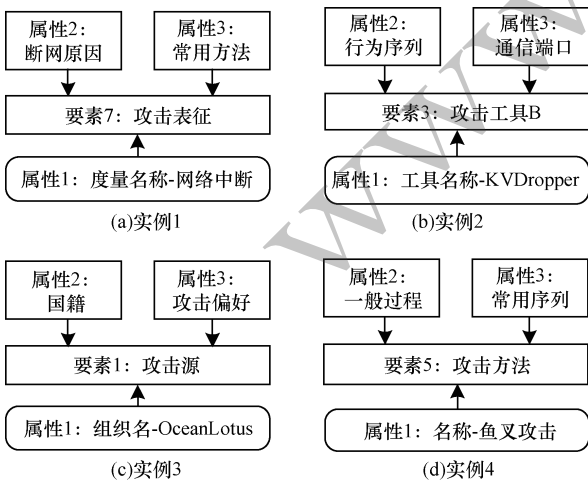 属性2:
断网原因
属性3:
常用方法
要素7: 攻击表征
属性1: 度量名称-网络中断
(a)实例1
属性2:
行为序列
属性3:
通信端口
要素3: 攻击工具B
属性1: 工具名称-KVDropper
(b)实例2
属性2:
国籍
属性3:
攻击偏好
要素1: 攻击源
属性1: 组织名-OceanLotus
(c)实例3
属性2:
一般过程
属性3:
常用序列
要素5: 攻击方法
属性1: 名称-鱼叉攻击
(d)实例4
WWW